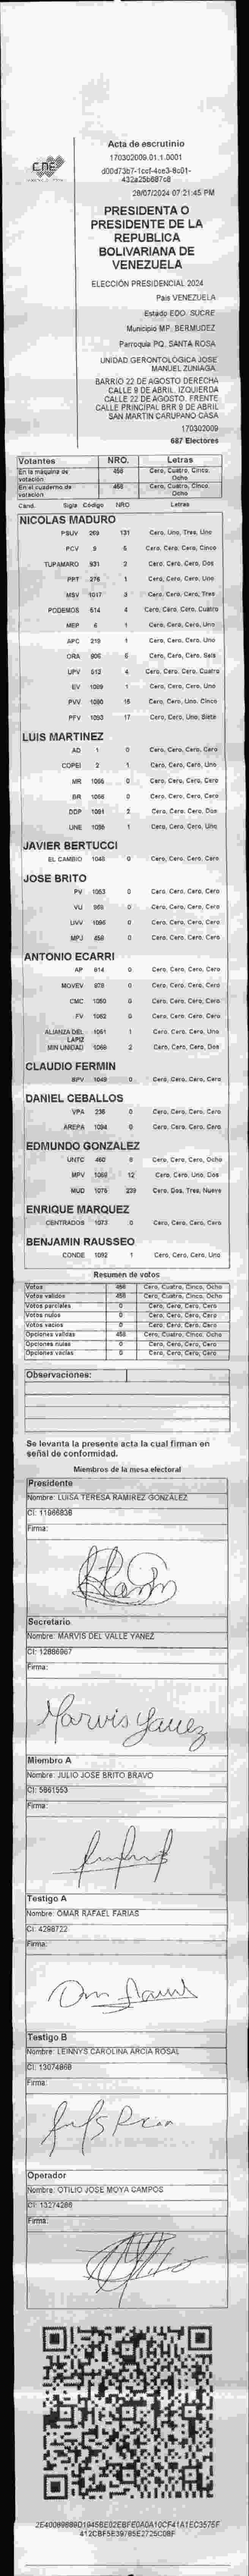 CNE
Acta de escrutinio
170302009.01.1.0001
d00d73b7-1ccf-4ce3-8c01-
432a25b687c8
28/07/2024 07:21:45 PM
PRESIDENTA O
PRESIDENTE DE LA
REPUBLICA
BOLIVARIANA DE
VENEZUELA
ELECCIÓN PRESIDENCIAL 2024
País VENEZUELA
Estado EDO. SUCRE
Municipio MP. BERMUDEZ
Parroquia PQ. SANTA ROSA
UNIDAD GERONTOLOGICA JOSE
MANUEL ZUNIAGA
BARRIO 22 DE AGOSTO DERECHA
CALLE 9 DE ABRIL. IZQUIERDA
CALLE 22 DE AGOSTO. FRENTE
CALLE PRINCIPAL BRR 9 DE ABRIL
SAN MARTIN CARUPANO CASA
170302009
687 Electores
Votantes NRO. Letras
En la máquina de votación 458 Cero, Cuatro, Cinco, Ocho
En el cuaderno de votación 458 Cero, Cuatro, Cinco, Ocho
Cand. Sigla Código NRO Letras
NICOLAS MADURO
PSUV 269 131 Cero, Uno, Tres, Uno
PCV 9 5 Cero, Cero, Cero, Cinco
TUPAMARO 931 2 Cero, Cero, Cero, Dos
PPT 276 1 Cero, Cero, Cero, Uno
MSV 1017 3 Cero, Cero, Cero, Tres
PODEMOS 514 4 Cero, Cero, Cero, Cuatro
MEP 6 1 Cero, Cero, Cero, Uno
APC 219 1 Cero, Cero, Cero, Uno
ORA 906 6 Cero, Cero, Cero, Seis
UPV 512 4 Cero, Cero, Cero, Cuatro
EV 1089 1 Cero, Cero, Cero, Uno
PVV 1090 15 Cero, Cero, Uno, Cinco
PFV 1093 17 Cero, Cero, Uno, Siete
LUIS MARTINEZ
AD 1 0 Cero, Cero, Cero, Cero
COPEI 2 1 Cero, Cero, Cero, Uno
MR 1065 0 Cero, Cero, Cero, Cero
BR 1066 0 Cero, Cero, Cero, Cero
DDP 1091 2 Cero, Cero, Cero, Dos
UNE 1095 1 Cero, Cero, Cero, Uno
JAVIER BERTUCCI
EL CAMBIO 1048 0 Cero, Cero, Cero, Cero
JOSE BRITO
PV 1053 0 Cero, Cero, Cero, Cero
VU 968 0 Cero, Cero, Cero, Cero
UVV 1096 0 Cero, Cero, Cero, Cero
MPJ 458 0 Cero, Cero, Cero, Cero
ANTONIO ECARRI
AP 914 0 Cero, Cero, Cero, Cero
MOVEV 978 0 Cero, Cero, Cero, Cero
CMC 1050 0 Cero, Cero, Cero, Cero
FV 1062 0 Cero, Cero, Cero, Cero
ALIANZA DEL LAPIZ 1061 1 Cero, Cero, Cero, Uno
MIN UNIDAD 1068 2 Cero, Cero, Cero, Dos
CLAUDIO FERMIN
SPV 1049 0 Cero, Cero, Cero, Cero
DANIEL CEBALLOS
VPA 236 0 Cero, Cero, Cero, Cero
AREPA 1094 0 Cero, Cero, Cero, Cero
EDMUNDO GONZALEZ
UNTC 460 8 Cero, Cero, Cero, Ocho
MPV 1068 12 Cero, Cero, Uno, Dos
MUD 1076 239 Cero, Dos, Tres, Nueve
ENRIQUE MARQUEZ
CENTRADOS 1073 0 Cero, Cero, Cero, Cero
BENJAMIN RAUSSEO
CONDE 1092 1 Cero, Cero, Cero, Uno
Resumen de votos
Votos 458 Cero, Cuatro, Cinco, Ocho
Votos validos 458 Cero, Cuatro, Cinco, Ocho
Votos parciales 0 Cero, Cero, Cero, Cero
Votos nulos 0 Cero, Cero, Cero, Cero
Votos vacios 0 Cero, Cero, Cero, Cero
Opciones validas 458 Cero, Cuatro, Cinco, Ocho
Opciones nulas 0 Cero, Cero, Cero, Cero
Opciones vacias 0 Cero, Cero, Cero, Cero
Observaciones:
Se levanta la presente acta la cual firman en
señal de conformidad.
Miembros de la mesa electoral
Presidente
Nombre: LUISA TERESA RAMIREZ GONZALEZ
CI: 11966839
Firma:
Secretario
Nombre: MARVIS DEL VALLE YANEZ
CI: 12886967
Firma:
Marvis Yanez
Miembro A
Nombre: JULIO JOSE BRITO BRAVO
CI: 5861553
Firma:
Testigo A
Nombre: OMAR RAFAEL FARIAS
CI: 4298722
Firma:
Testigo B
Nombre: LEINNYS CAROLINA ARCIA ROSAL
CI: 13074868
Firma:
Operador
Nombre: OTILIO JOSE MOYA CAMPOS
CI: 13274286
Firma: